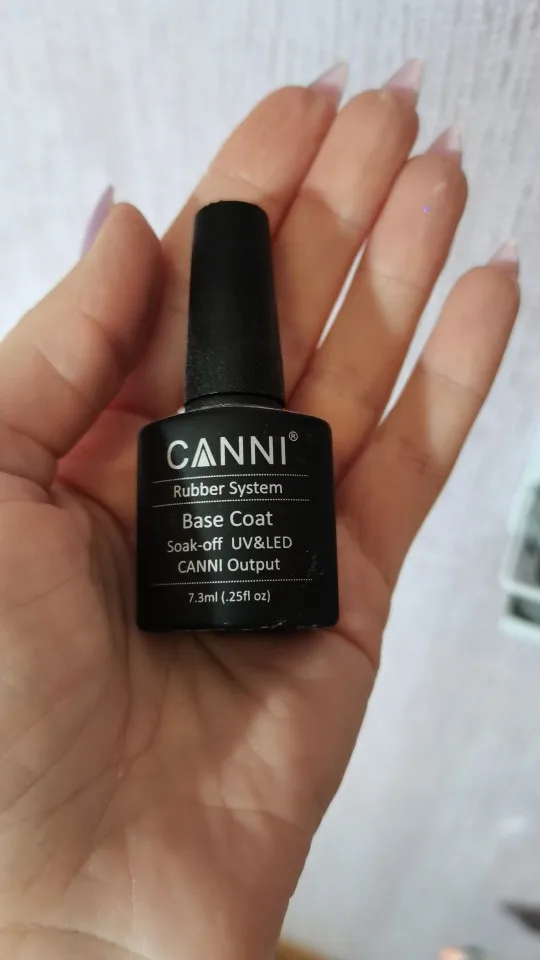 CANNI®
Rubber System
Base Coat
Soak-off UV&LED
CANNI Output
7.3ml (.25fl oz)